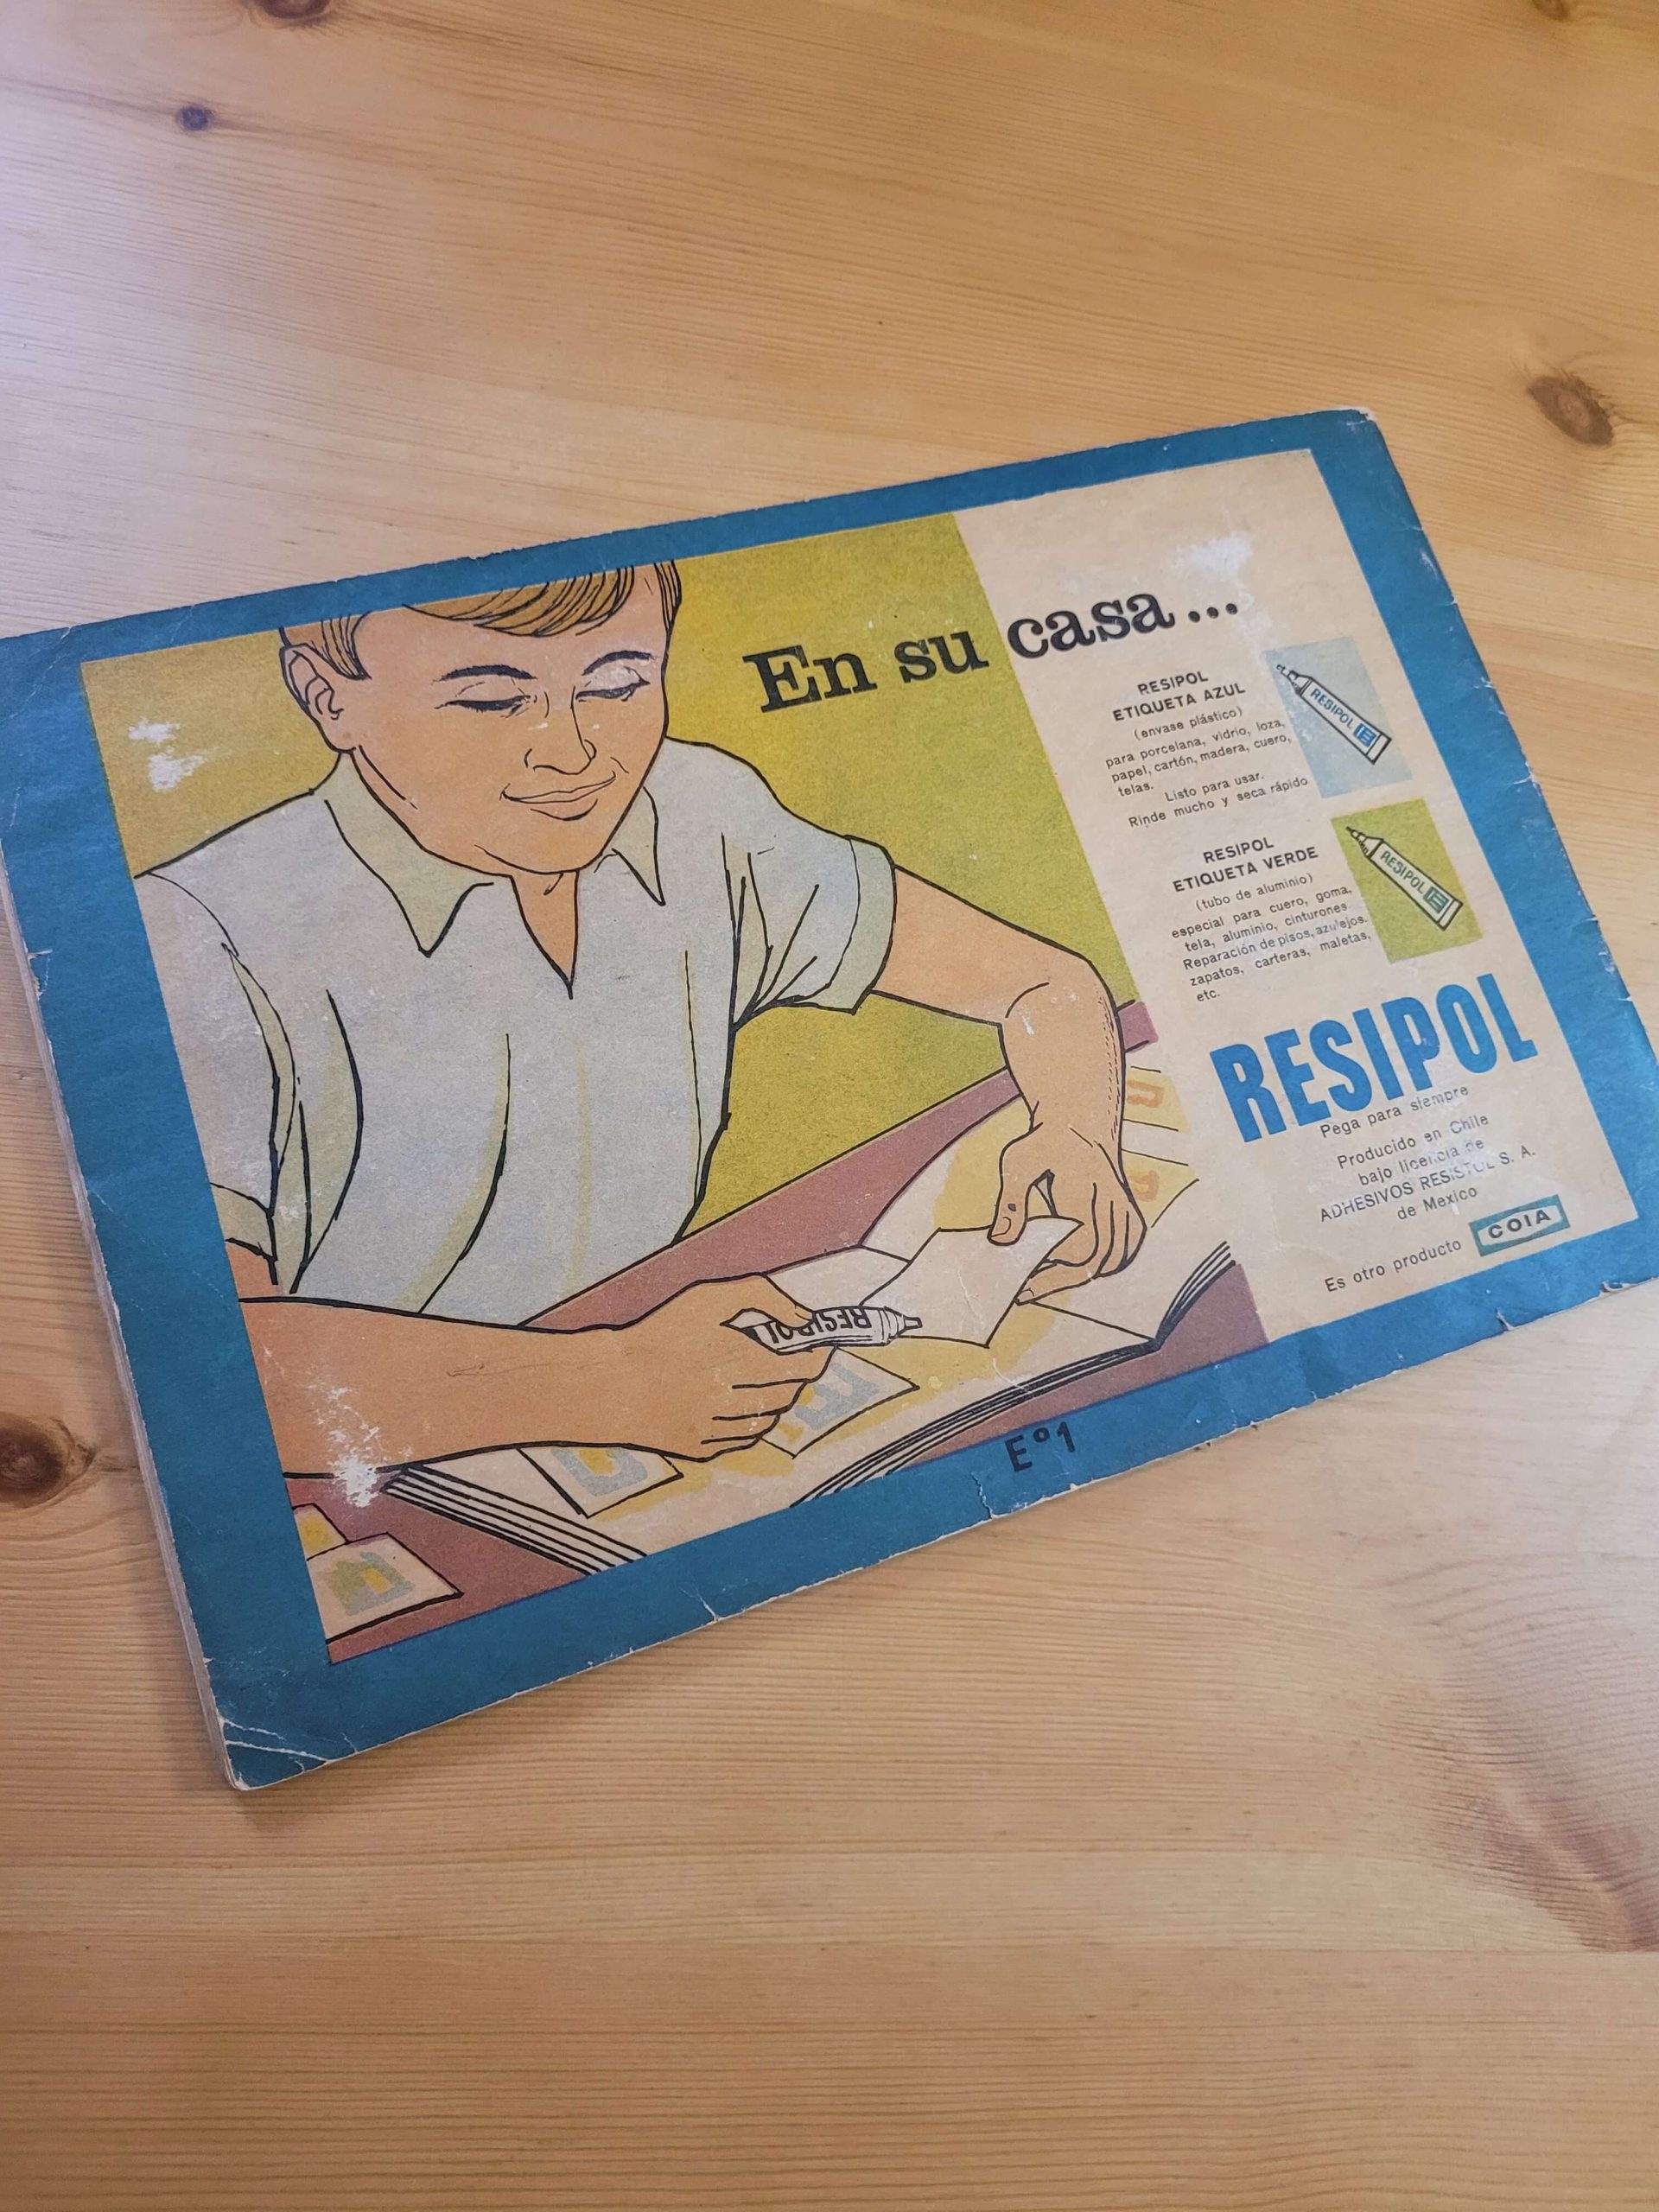 En su casa...
RESIPOL
ETIQUETA AZUL
(envase plástico)
para porcelana, vidrio, loza,
papel, cartón, madera, cuero,
telas.
Listo para usar.
Rinde mucho y seca rápido
RESIPOL
RESIPOL
ETIQUETA VERDE
(tubo de aluminio)
especial para cuero, goma,
tela, aluminio, cinturones.
Reparación de pisos, azulejos,
zapatos, carteras, maletas,
etc.
RESIPOL
RESIPOL
Pega para siempre
Producido en Chile
bajo licencia de
ADHESIVOS RESISTOL S. A.
de Mexico
Es otro producto COIA
RESIPOL
Eº1